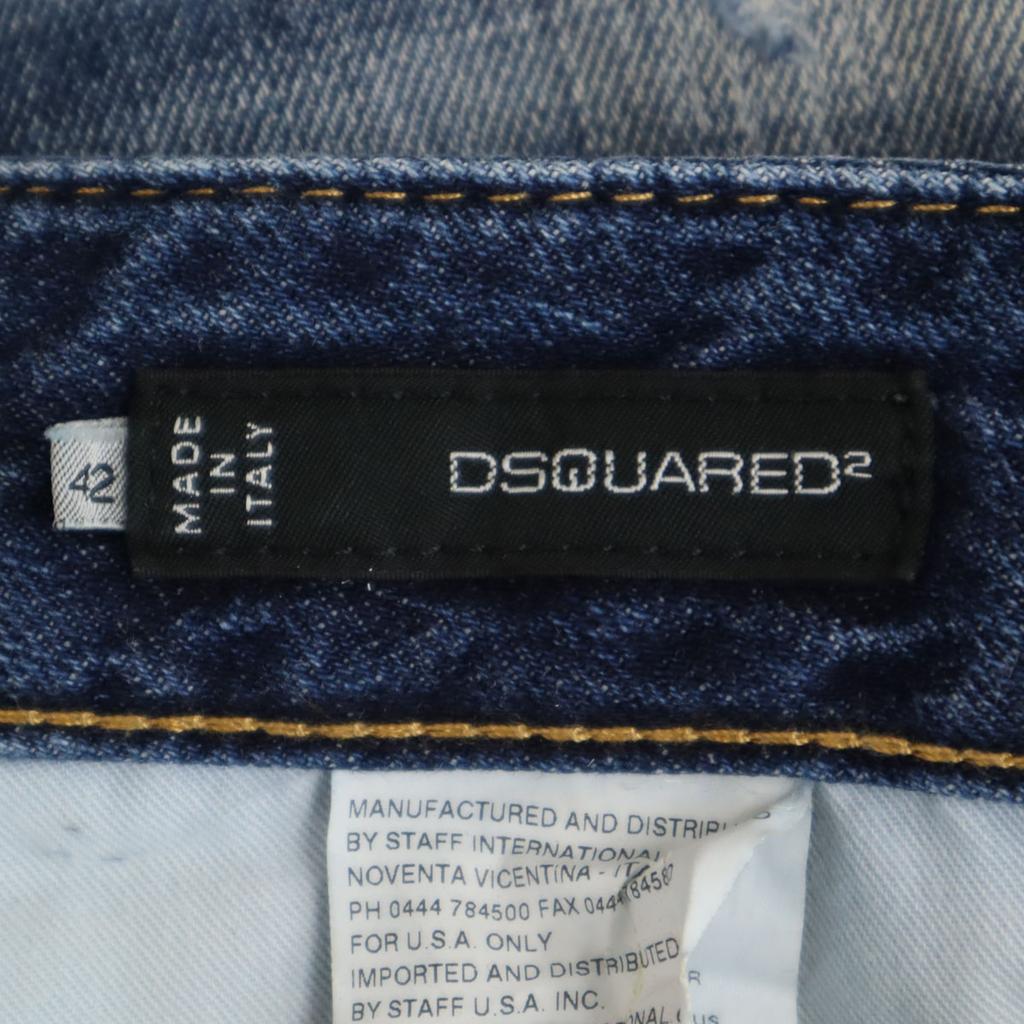 42
MADE
IN
ITALY
DSQUARED²
MANUFACTURED AND
BY STAFF INTERNATIONAL
NOVENTA VICENTINA -
PH 0444 784500 FAX
FOR U.S.A. ONLY
IMPORTED AND DISTRIBUTED
BY STAFF U.S.A. INC.